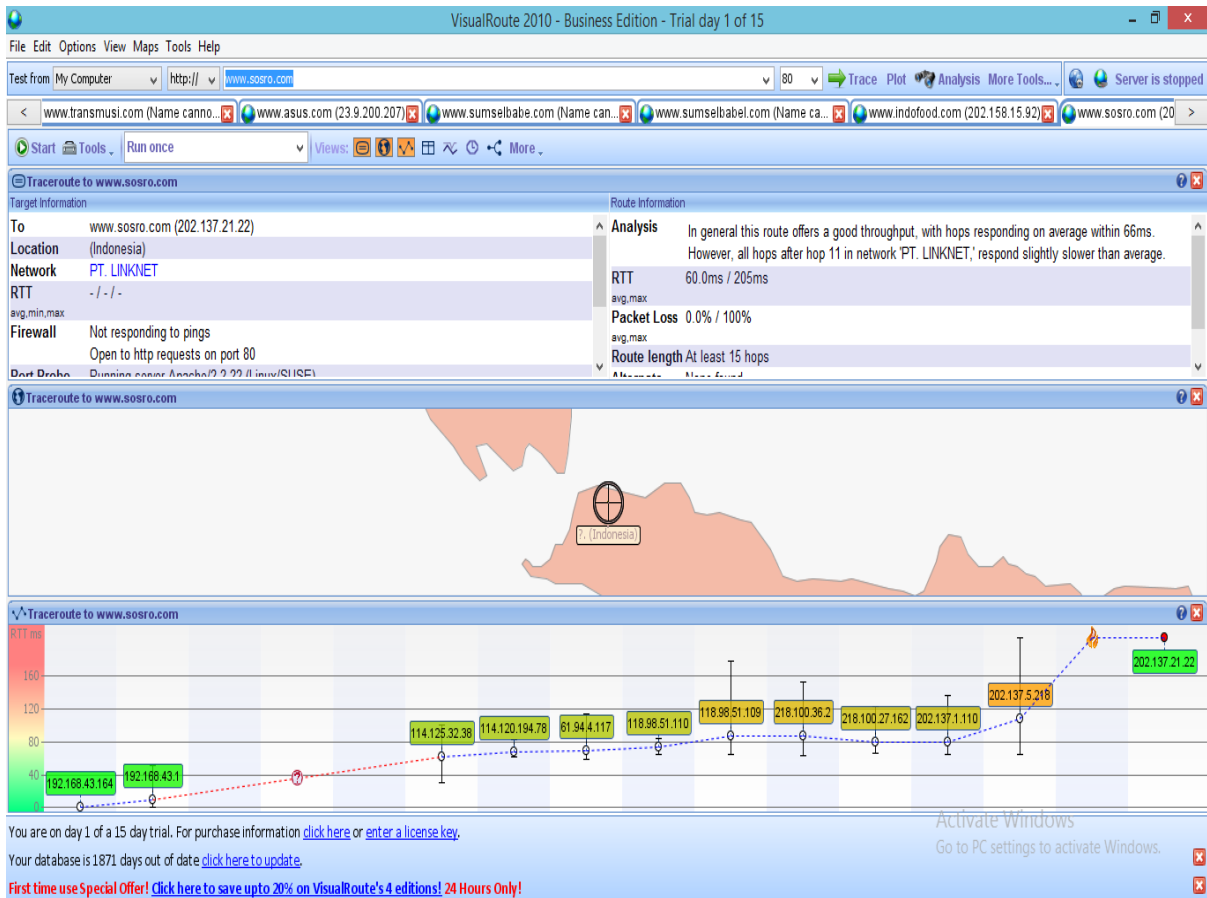 VisualRoute 2010 - Business Edition - Trial day 1 of 15
File Edit Options View Maps Tools Help
Test from My Computer http:// www.sosro.com 80 Trace Plot Analysis More Tools... Server is stopped
< www.transmusi.com (Name canno... www.asus.com (23.9.200.207) www.sumselbabe.com (Name can... www.sumselbabel.com (Name ca... www.indofood.com (202.158.15.92) www.sosro.com (20 >
Start Tools Run once Views: More
Traceroute to www.sosro.com
Target Information
To www.sosro.com (202.137.21.22)
Location (Indonesia)
Network PT. LINKNET
RTT - / - / -
avg,min,max
Firewall Not responding to pings
Open to http requests on port 80
Port Probe Running server Apache/2.2.22 (Linux/SUSE)
Route Information
Analysis In general this route offers a good throughput, with hops responding on average within 66ms.
However, all hops after hop 11 in network 'PT. LINKNET,' respond slightly slower than average.
RTT 60.0ms / 205ms
avg,max
Packet Loss 0.0% / 100%
avg,max
Route length At least 15 hops
Alternate None found
Traceroute to www.sosro.com
?. (Indonesia)
Traceroute to www.sosro.com
RTT ms
160
120
80
40
0
192.168.43.164
192.168.43.1
?
114.125.32.38
114.120.194.78
61.94.4.117
118.98.51.110
118.98.51.109
218.100.36.2
218.100.27.162
202.137.1.110
202.137.5.218
202.137.21.22
Activate Windows
Go to PC settings to activate Windows.
You are on day 1 of a 15 day trial. For purchase information click here or enter a license key.
Your database is 1871 days out of date click here to update.
First time use Special Offer! Click here to save upto 20% on VisualRoute's 4 editions! 24 Hours Only!